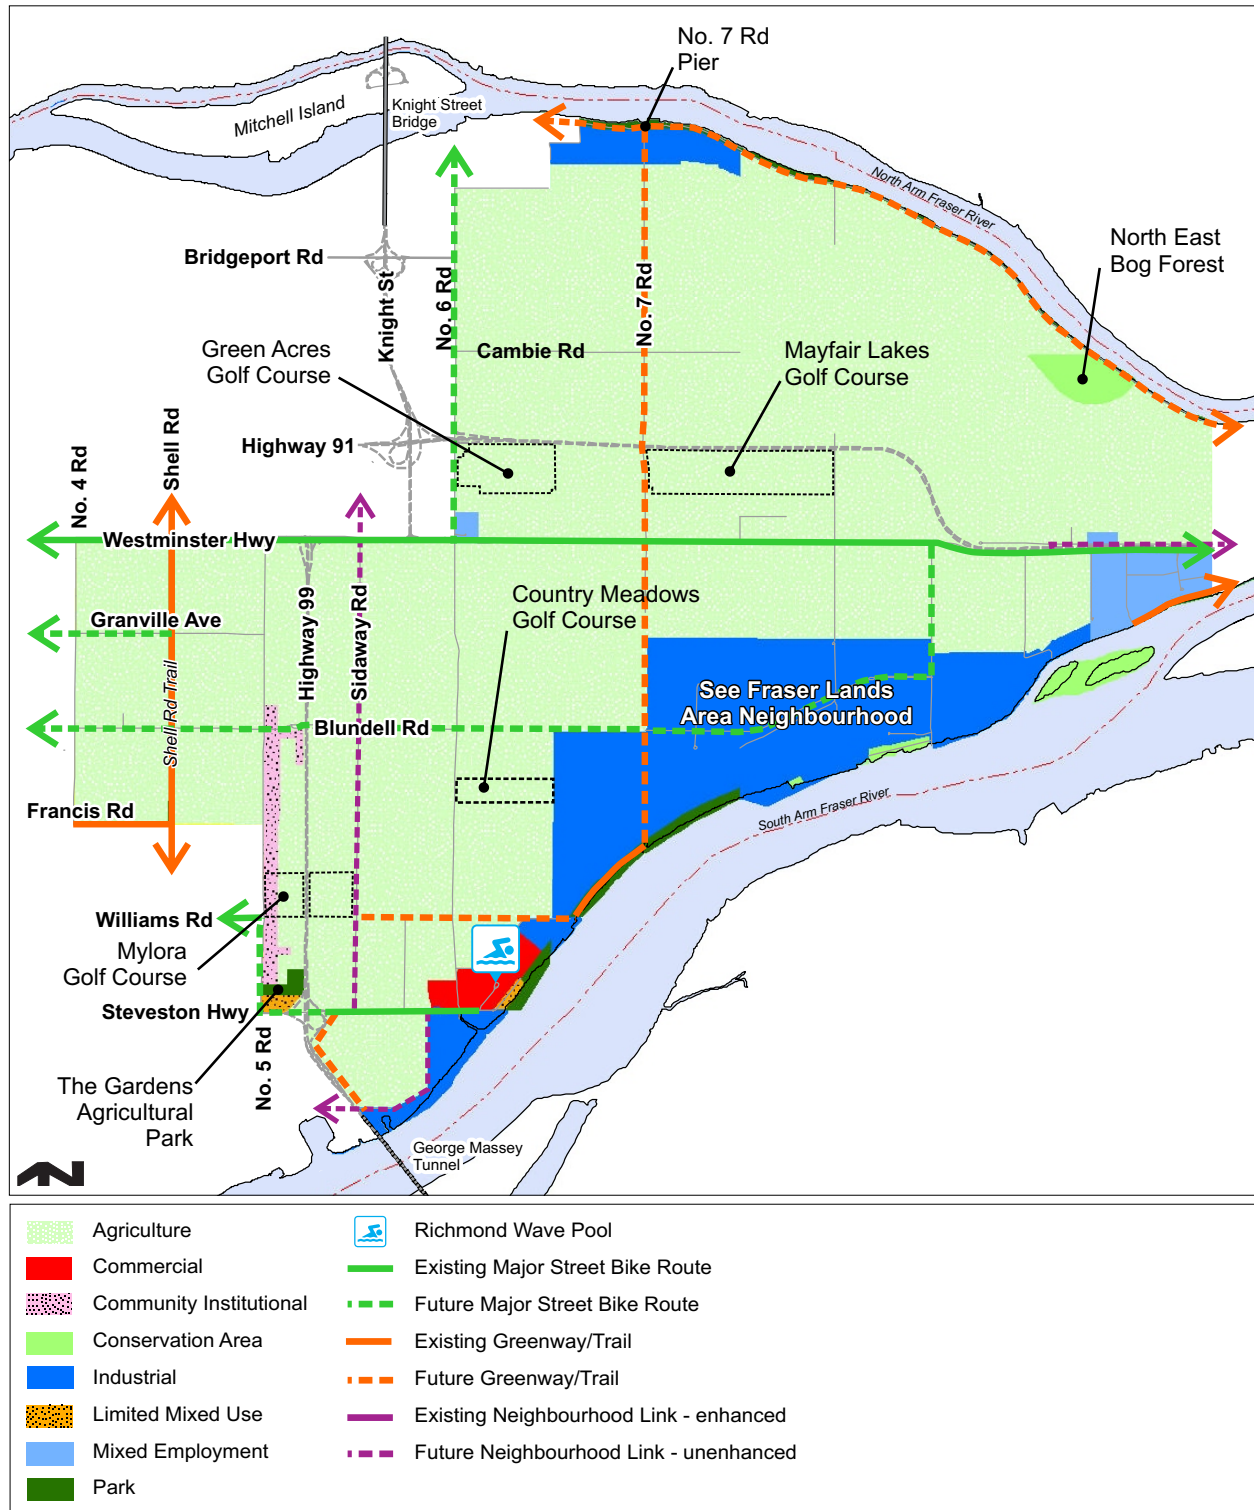 No. 7 Rd
Pier
Mitchell Island
Knight Street
Bridge
North Arm Fraser River
North East
Bog Forest
Bridgeport Rd
Knight St
No. 6 Rd
No. 7 Rd
Cambie Rd
Green Acres
Golf Course
Mayfair Lakes
Golf Course
Highway 91
No. 4 Rd
Shell Rd
Westminster Hwy
Country Meadows
Golf Course
Granville Ave
Highway 99
Sidaway Rd
Shell Rd Trail
See Fraser Lands
Area Neighbourhood
Blundell Rd
Francis Rd
South Arm Fraser River
Williams Rd
Mylora
Golf Course
Steveston Hwy
No. 5 Rd
The Gardens
Agricultural
Park
George Massey
Tunnel
N
Agriculture
Commercial
Community Institutional
Conservation Area
Industrial
Limited Mixed Use
Mixed Employment
Park
Richmond Wave Pool
Existing Major Street Bike Route
Future Major Street Bike Route
Existing Greenway/Trail
Future Greenway/Trail
Existing Neighbourhood Link - enhanced
Future Neighbourhood Link - unenhanced